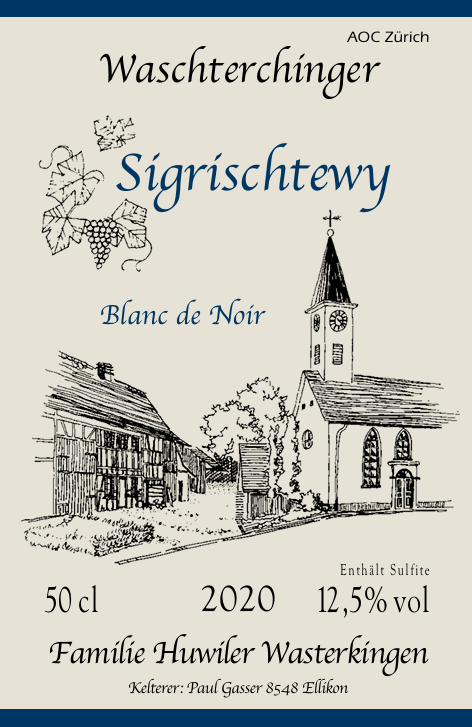 AOC Zürich
Waschterchinger
Sigrischtewy
Blanc de Noir
Enthält Sulfite
50 cl 2020 12,5% vol
Familie Huwiler Wasterkingen
Kelterer: Paul Gasser 8548 Ellikon